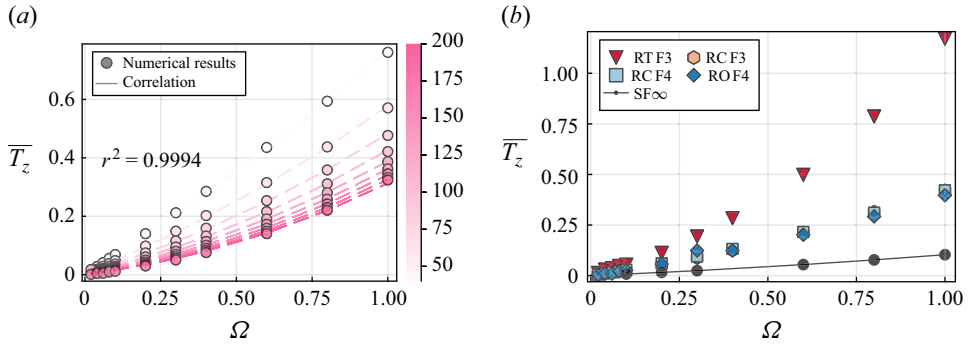 (a)
(b)
Numerical results
Correlation
r² = 0.9994
T_z
0.6
0.4
0.2
0
0
0.25
0.50
0.75
1.00
Ω
200
175
150
125
100
75
50
RT F3
RC F3
RC F4
RO F4
SF∞
T_z
1.00
0.75
0.50
0.25
0
0
0.25
0.50
0.75
1.00
Ω